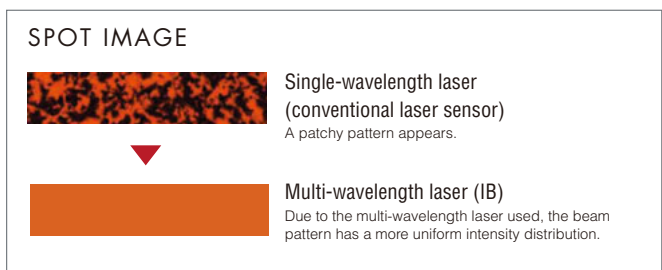 SPOT IMAGE
Single-wavelength laser
(conventional laser sensor)
A patchy pattern appears.
Multi-wavelength laser (IB)
Due to the multi-wavelength laser used, the beam
pattern has a more uniform intensity distribution.